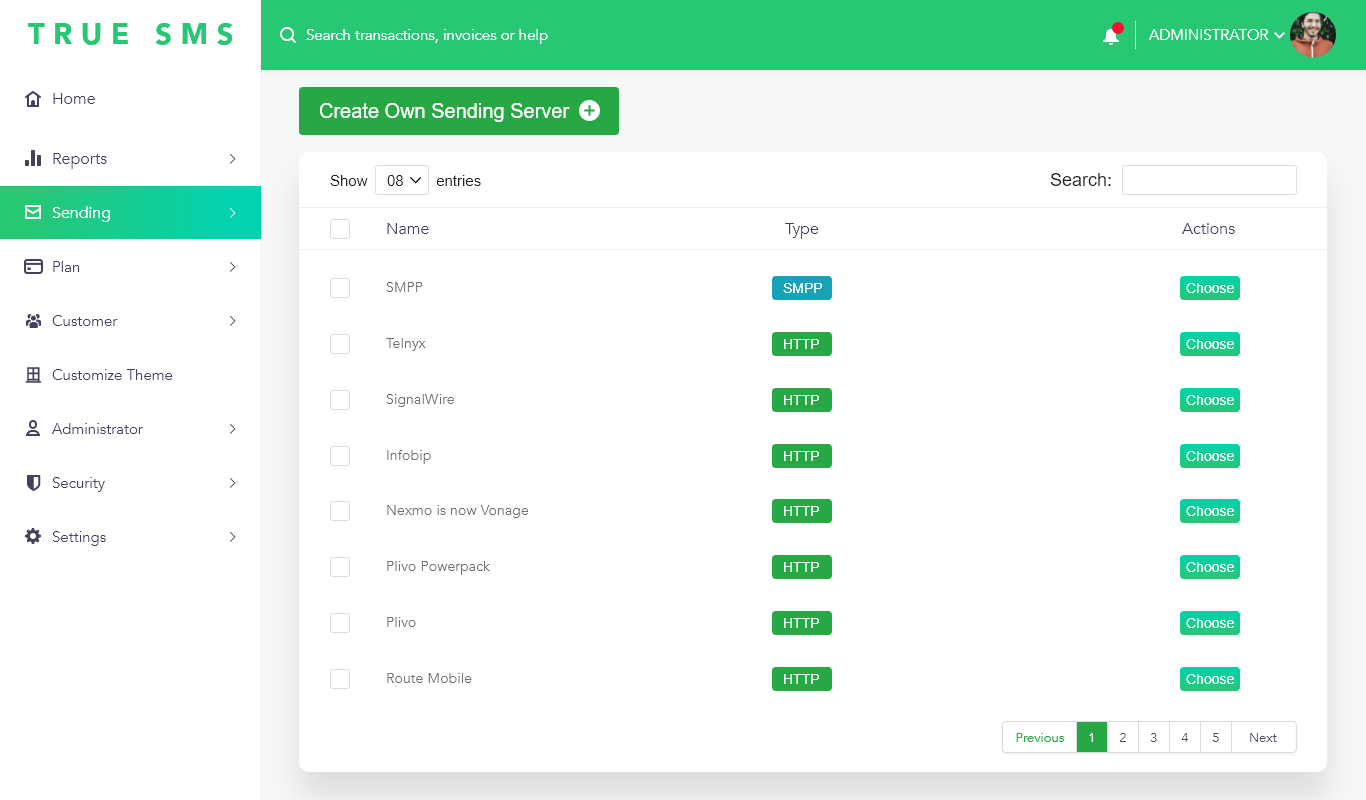 TRUE SMS
Search transactions, invoices or help
ADMINISTRATOR
Home
Reports
Sending
Plan
Customer
Customize Theme
Administrator
Security
Settings
Create Own Sending Server
Show 08 entries
Search:
Name Type Actions
SMPP SMPP Choose
Telnyx HTTP Choose
SignalWire HTTP Choose
Infobip HTTP Choose
Nexmo is now Vonage HTTP Choose
Plivo Powerpack HTTP Choose
Plivo HTTP Choose
Route Mobile HTTP Choose
Previous 1 2 3 4 5 Next